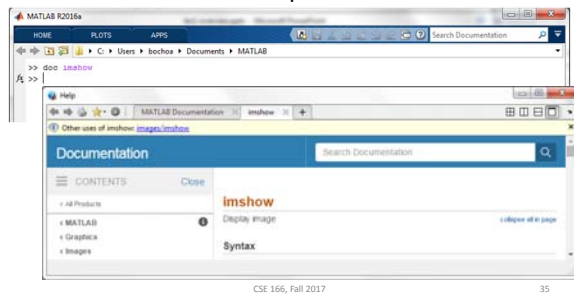 MATLAB R2016a
HOME PLOTS APPS Search Documentation
C: ▸ Users ▸ bochoa ▸ Documents ▸ MATLAB
>> doc imshow
fx >>
Help
MATLAB Documentation imshow
Other uses of imshow: images/imshow
Documentation Search Documentation
CONTENTS Close
< All Products
< MATLAB
< Graphics
< Images
imshow
Display image collapse all in page
Syntax
CSE 166, Fall 2017 35